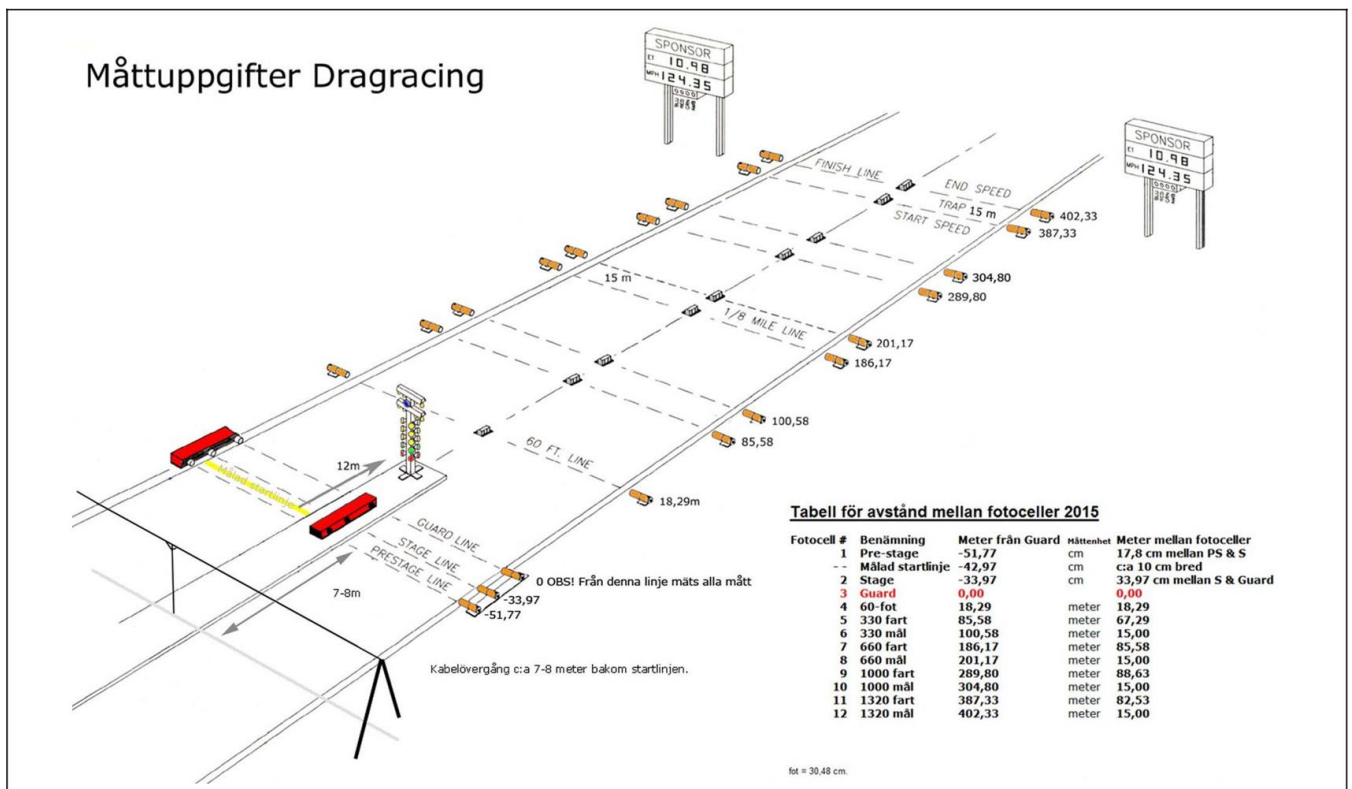 Måttuppgifter Dragracing
SPONSOR
ET 10.98
MPH 124.35
SPONSOR
ET 10.98
MPH 124.35
FINISH LINE
END SPEED
TRAP 15 m
START SPEED
402,33
387,33
304,80
289,80
15 m
1/8 MILE LINE
201,17
186,17
100,58
85,58
60 FT. LINE
18,29m
12m
Målad startlinje
GUARD LINE
STAGE LINE
PRESTAGE LINE
0 OBS! Från denna linje mäts alla mått
-33,97
-51,77
7-8m
Kabelövergång c:a 7-8 meter bakom startlinjen.
Tabell för avstånd mellan fotoceller 2015
Fotocell # Benämning Meter från Guard Måttenhet Meter mellan fotoceller
1 Pre-stage -51,77 cm 17,8 cm mellan PS & S
-- Målad startlinje -42,97 cm c:a 10 cm bred
2 Stage -33,97 cm 33,97 cm mellan S & Guard
3 Guard 0,00 0,00
4 60-fot 18,29 meter 18,29
5 330 fart 85,58 meter 67,29
6 330 mål 100,58 meter 15,00
7 660 fart 186,17 meter 85,58
8 660 mål 201,17 meter 15,00
9 1000 fart 289,80 meter 88,63
10 1000 mål 304,80 meter 15,00
11 1320 fart 387,33 meter 82,53
12 1320 mål 402,33 meter 15,00
fot = 30,48 cm.